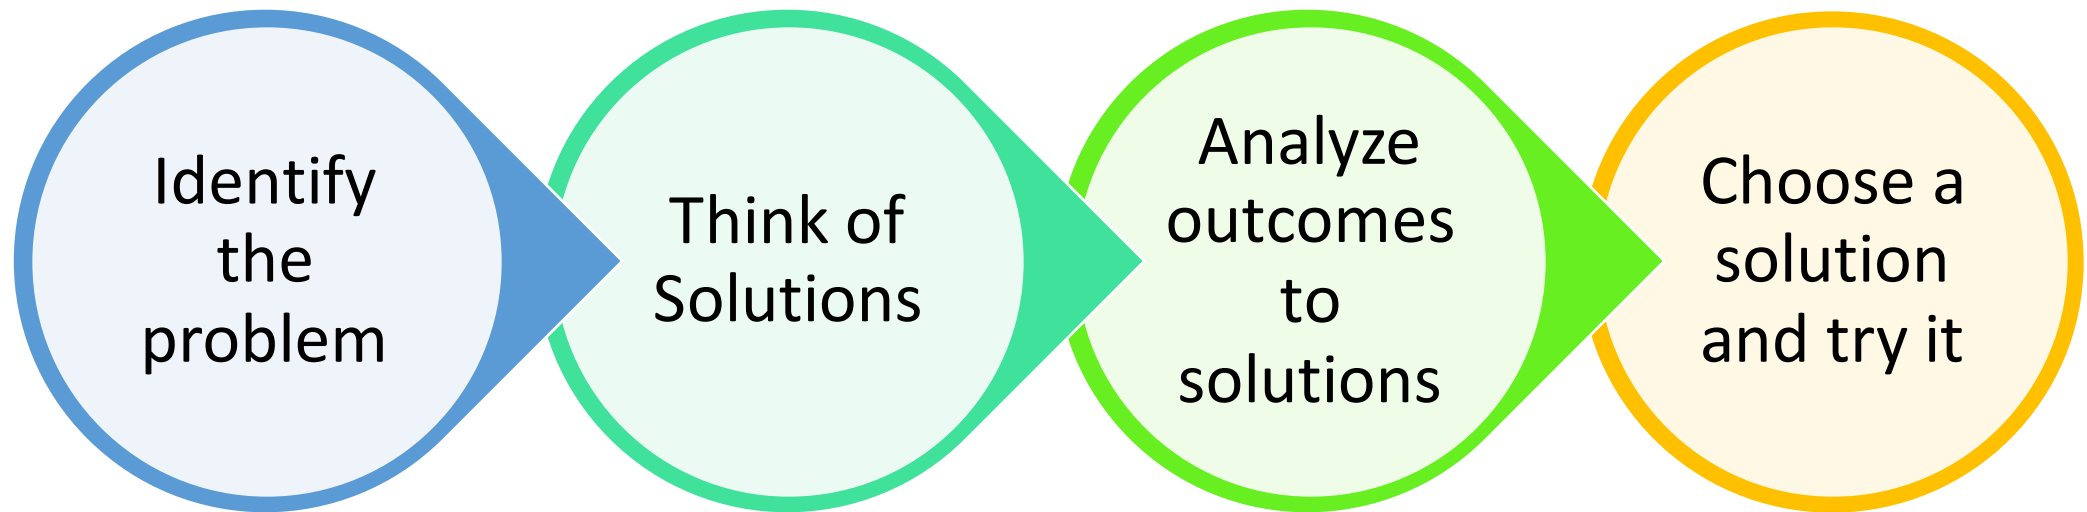 Identify
the
problem
Think of
Solutions
Analyze
outcomes
to
solutions
Choose a
solution
and try it